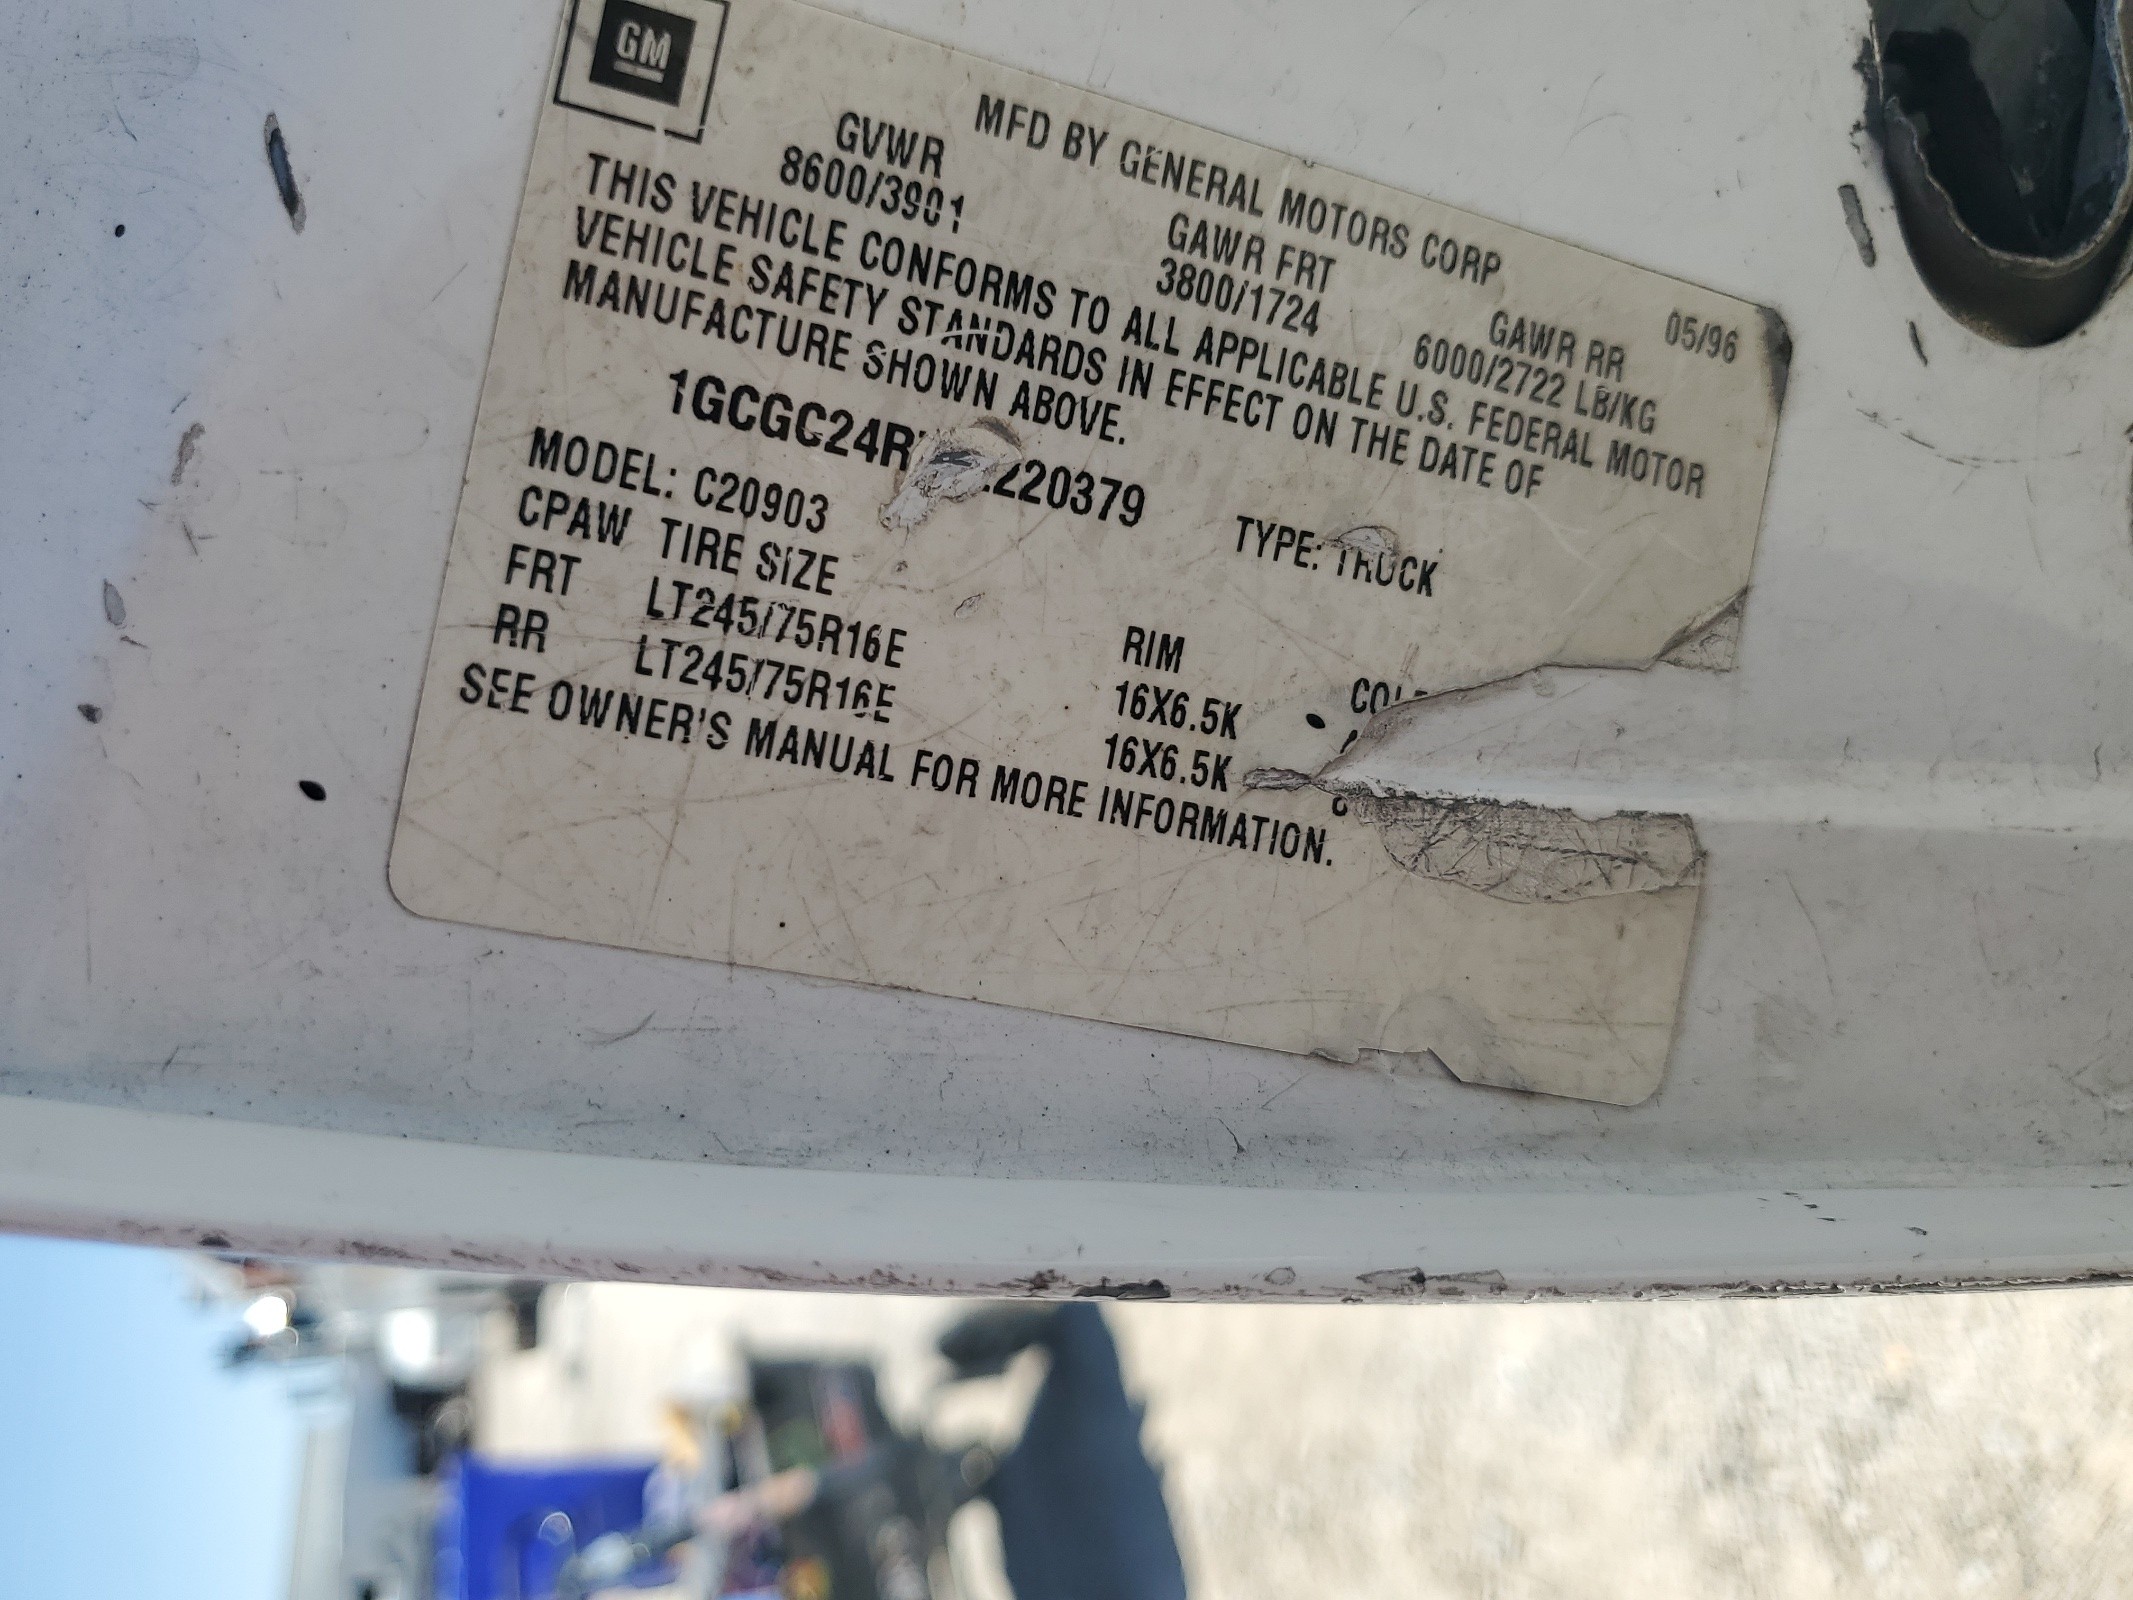 GM
MFD BY GENERAL MOTORS CORP 05/96
GVWR GAWR FRT GAWR RR
8600/3901 3800/1724 6000/2722 LB/KG
THIS VEHICLE CONFORMS TO ALL APPLICABLE U.S. FEDERAL MOTOR
VEHICLE SAFETY STANDARDS IN EFFECT ON THE DATE OF
MANUFACTURE SHOWN ABOVE.
1GCGC24R 220379 TYPE: TRUCK
MODEL: C20903
CPAW TIRE SIZE RIM
FRT LT245/75R16E 16X6.5K
RR LT245/75R16E 16X6.5K
SEE OWNER'S MANUAL FOR MORE INFORMATION.